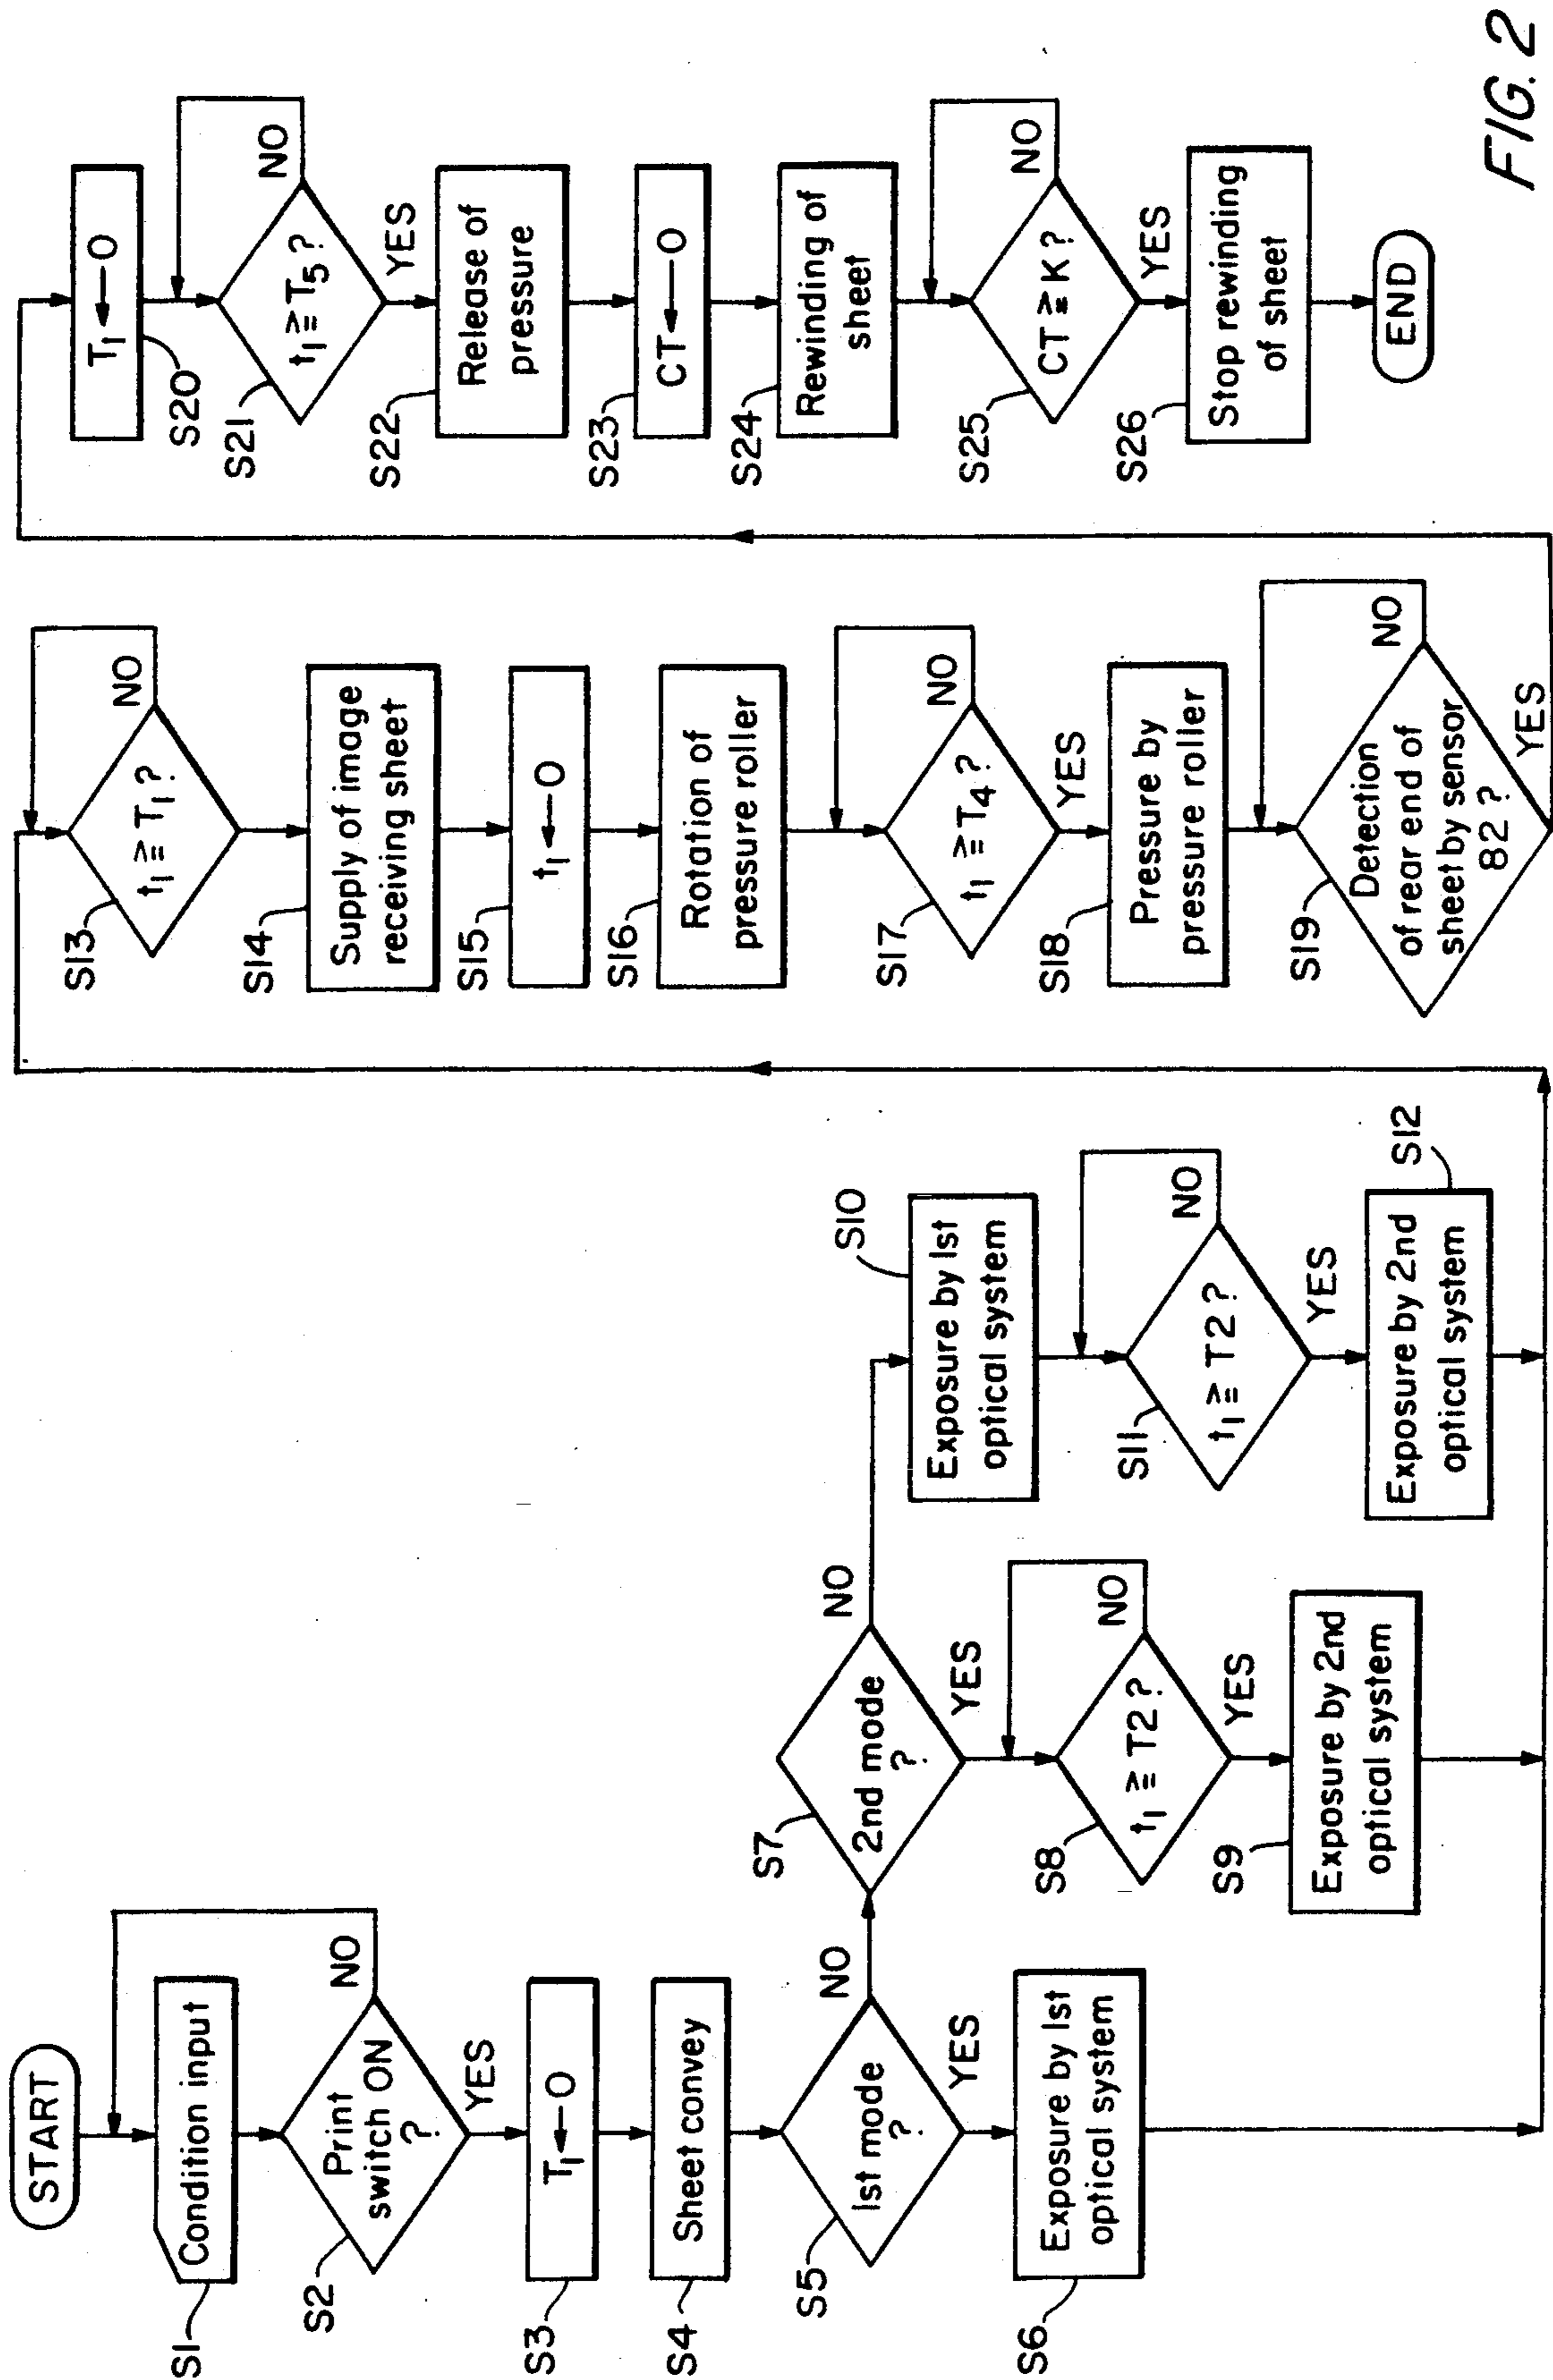 START
S1
Condition input
S2
Print
switch ON
?
NO
YES
S3
T₁ ← 0
S4
Sheet convey
S5
1st mode
?
NO
YES
S6
Exposure by 1st
optical system
S7
2nd mode
?
NO
YES
S8
t₁ ≧ T2 ?
NO
YES
S9
Exposure by 2nd
optical system
S10
Exposure by 1st
optical system
S11
t₁ ≧ T2 ?
NO
YES
S12
Exposure by 2nd
optical system
S13
t₁ ≧ T₁ ?
NO
S14
Supply of image
receiving sheet
S15
t₁ ← 0
S16
Rotation of
pressure roller
S17
t₁ ≧ T4 ?
NO
YES
S18
Pressure by
pressure roller
S19
Detection
of rear end of
sheet by sensor
82 ?
NO
YES
S20
T₁ ← 0
S21
t₁ ≧ T₅ ?
NO
YES
S22
Release of
pressure
S23
CT ← 0
S24
Rewinding of
sheet
S25
CT ≧ K ?
NO
YES
S26
Stop rewinding
of sheet
END
FIG. 2